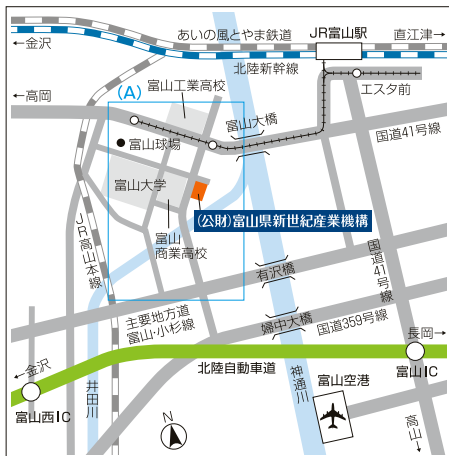 あいの風とやま鉄道
JR富山駅
直江津→
←金沢
北陸新幹線
(A)
富山工業高校
エスタ前
←高岡
富山大橋
国道41号線
富山球場
富山大学
(公財)富山県新世紀産業機構
富山
商業高校
JR高山本線
国道41号線
有沢橋
主要地方道
富山・小杉線
婦中大橋
国道359号線
長岡→
←金沢
北陸自動車道
富山IC
富山西IC
井田川
神通川
富山空港
N
高山→